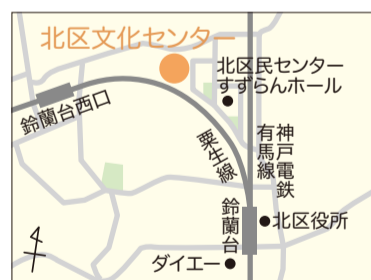 北区文化センター
北区民センター
すずらんホール
鈴蘭台西口
粟生線
神戸電鉄
有馬線
鈴蘭台
北区役所
ダイエー